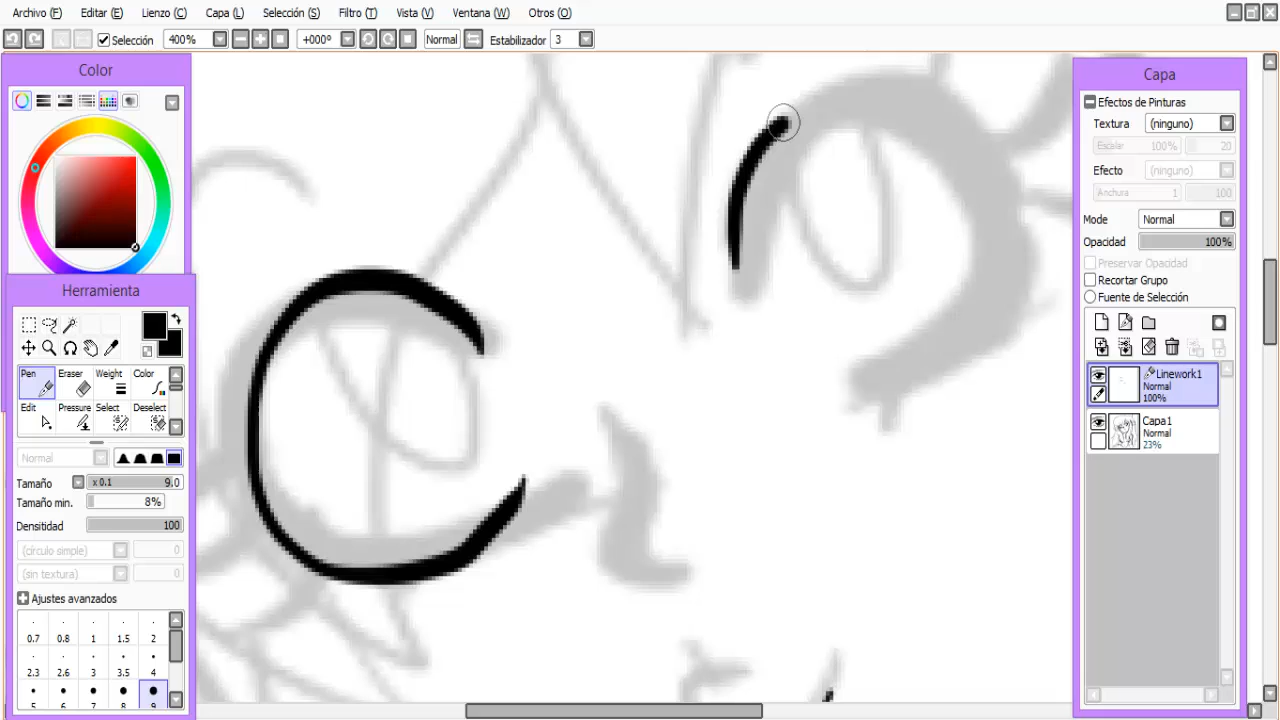 Archivo (F) Editar (E) Lienzo (C) Capa (L) Selección (S) Filtro (T) Vista (V) Ventana (W) Otros (O)
Selección 400% +000º Normal Estabilizador 3
Color
Herramienta
Pen Eraser Weight Color
Edit Pressure Select Deselect
Normal
Tamaño x 0.1 9.0
Tamaño min. 8%
Densitidad 100
(círculo simple) 0
(sin textura) 0
Ajustes avanzados
0.7 0.8 1 1.5 2
2.3 2.6 3 3.5 4
5 6 7 8 9
Capa
Efectos de Pinturas
Textura (ninguno)
Escalar 100% 20
Efecto (ninguno)
Anchura 1 100
Mode Normal
Opacidad 100%
Preservar Opacidad
Recortar Grupo
Fuente de Selección
Linework1
Normal
100%
Capa1
Normal
23%